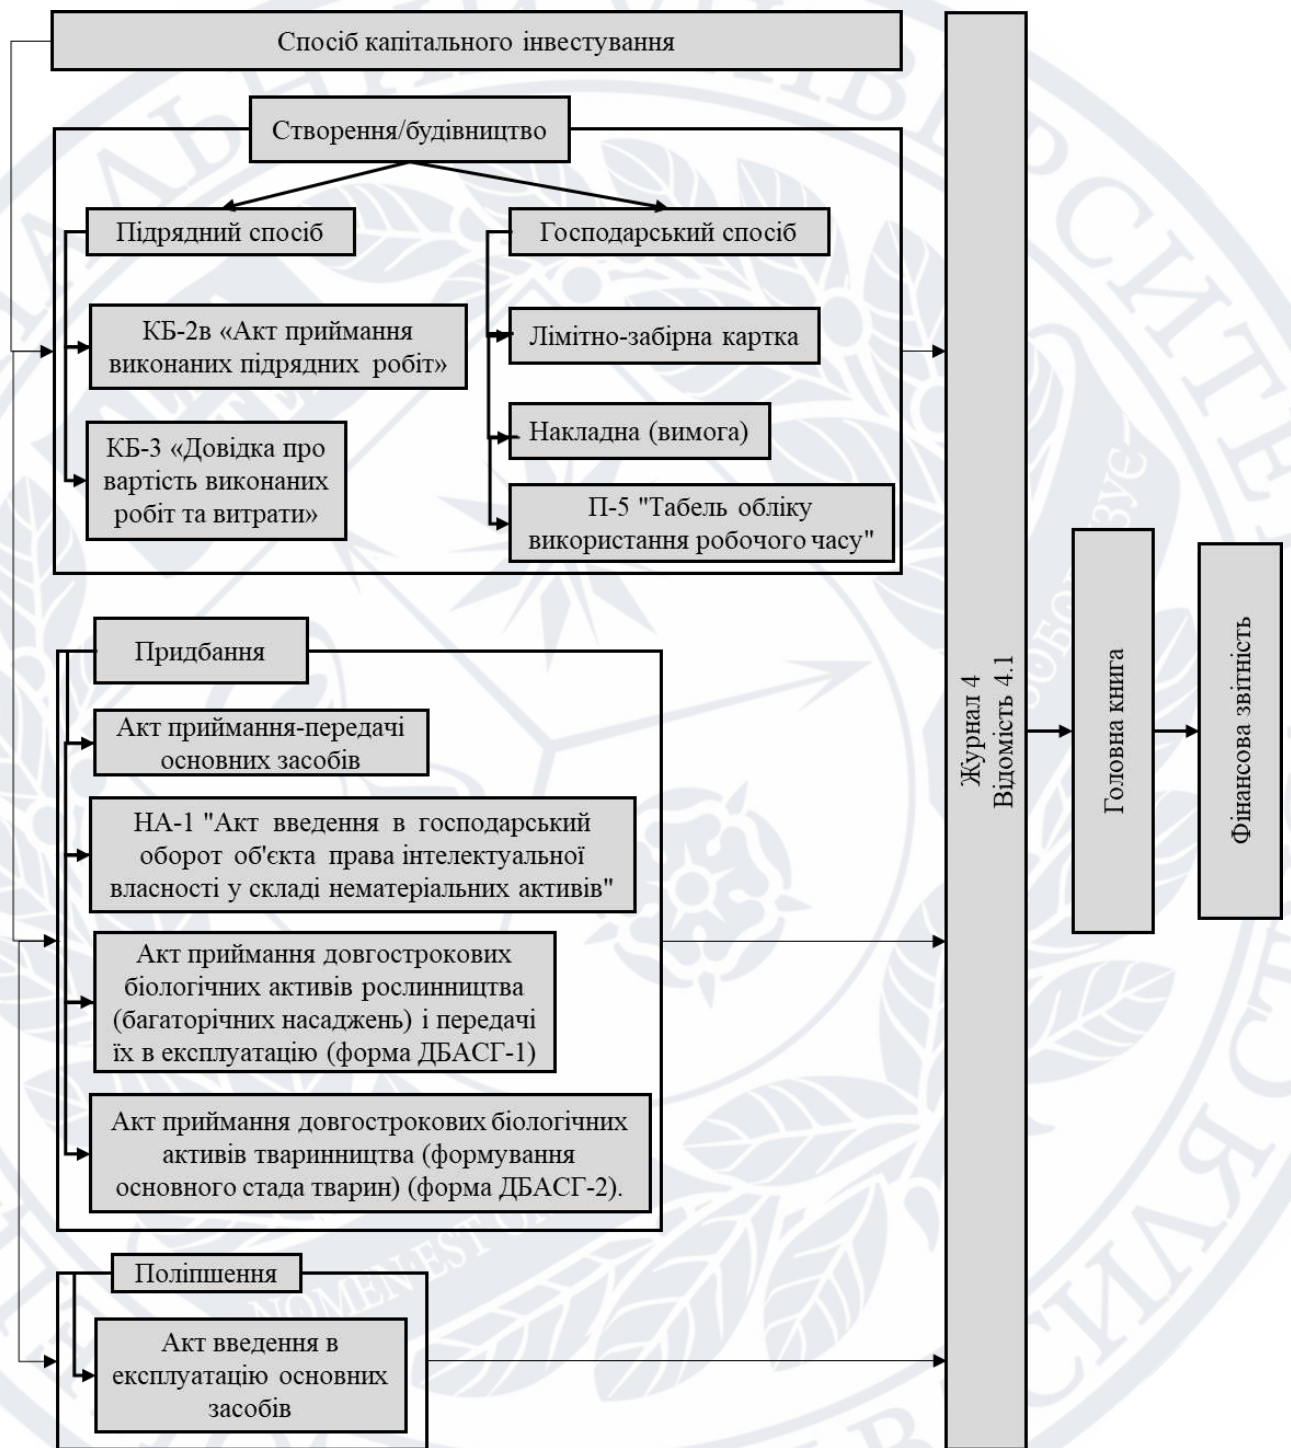 Спосіб капітального інвестування
Створення/будівництво
Підрядний спосіб
КБ-2в «Акт приймання
виконаних підрядних робіт»
КБ-3 «Довідка про
вартість виконаних
робіт та витрати»
Господарський спосіб
Лімітно-забірна картка
Накладна (вимога)
П-5 "Табель обліку
використання робочого часу"
Придбання
Акт приймання-передачі
основних засобів
НА-1 "Акт введення в господарський
оборот об'єкта права інтелектуальної
власності у складі нематеріальних активів"
Акт приймання довгострокових
біологічних активів рослинництва
(багаторічних насаджень) і передачі
їх в експлуатацію (форма ДБАСГ-1)
Акт приймання довгострокових біологічних
активів тваринництва (формування
основного стада тварин) (форма ДБАСГ-2).
Поліпшення
Акт введення в
експлуатацію основних
засобів
Журнал 4
Відомість 4.1
Головна книга
Фінансова звітність
NOMEN EST